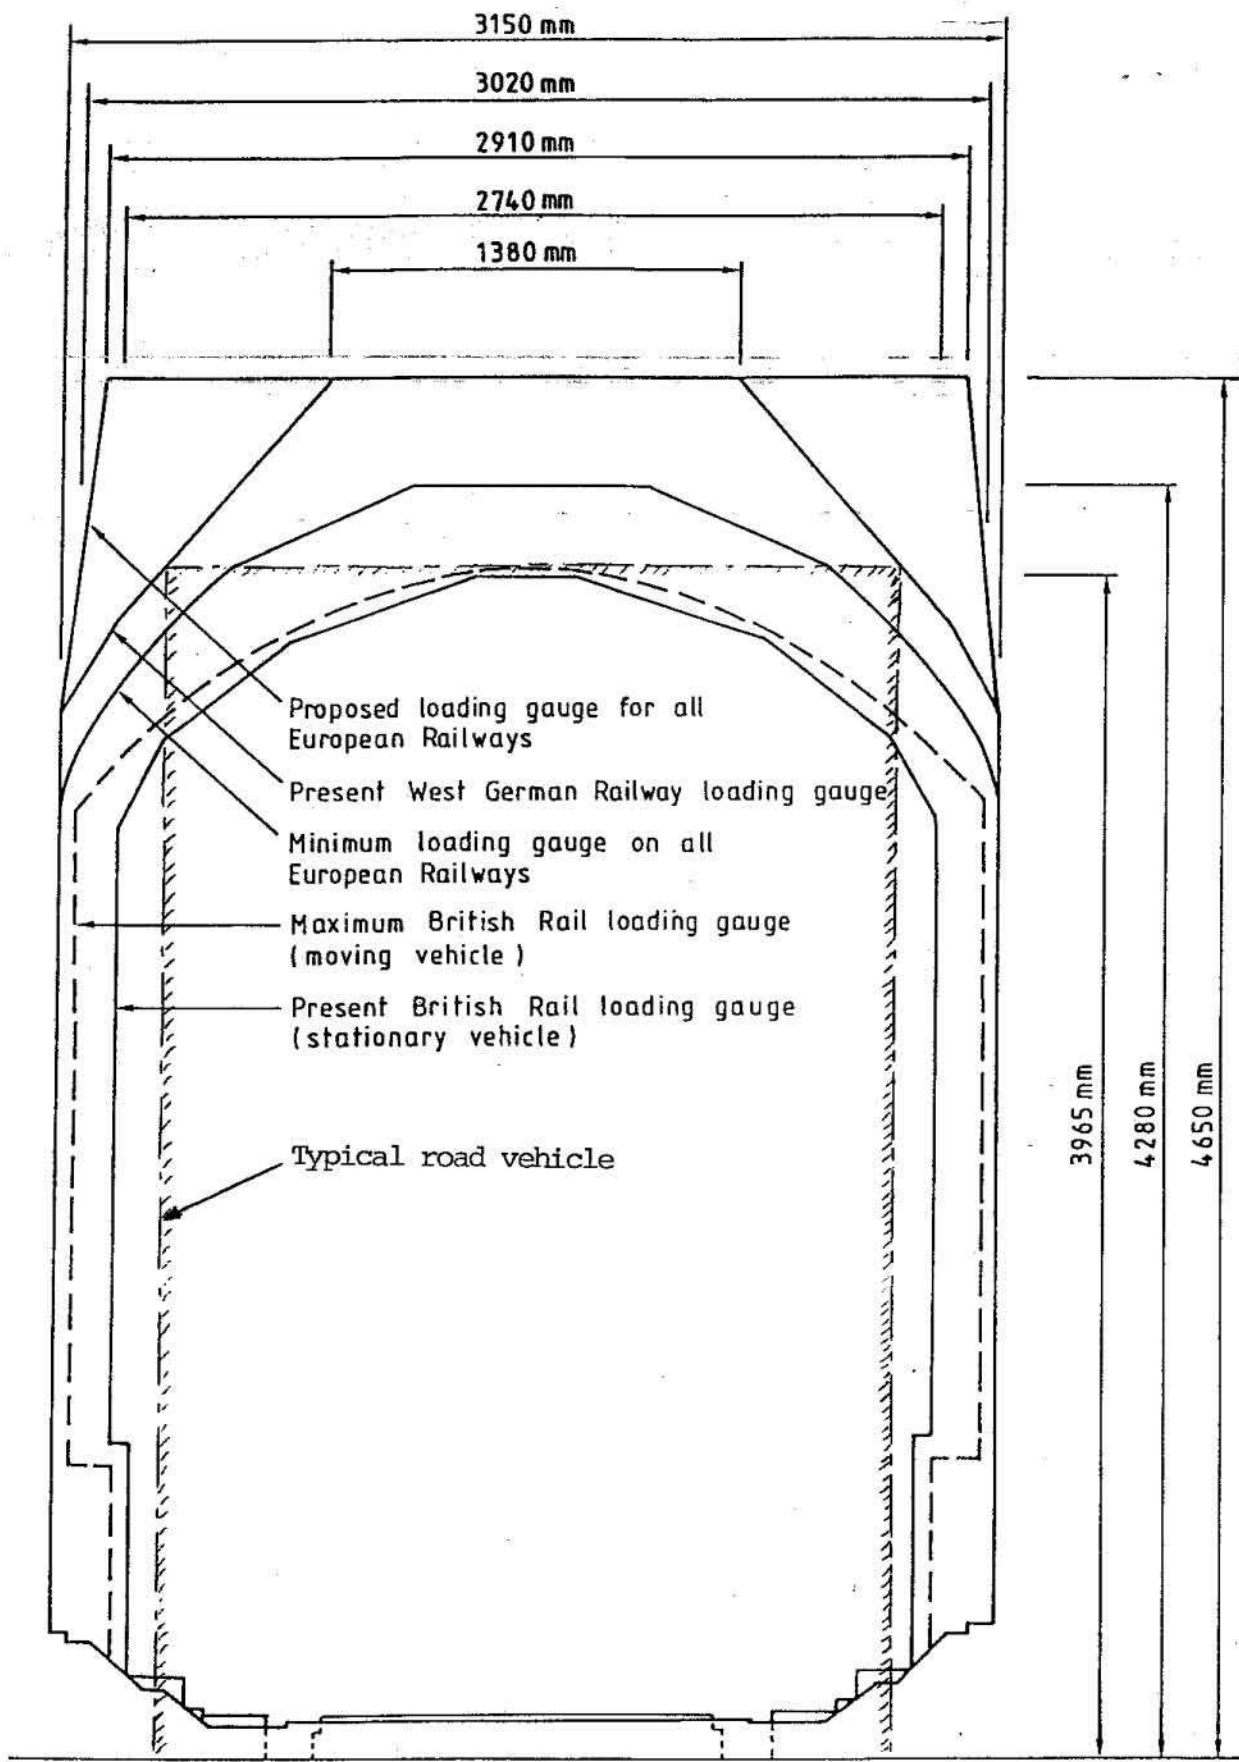 3150 mm
3020 mm
2910 mm
2740 mm
1380 mm
Proposed loading gauge for all
European Railways
Present West German Railway loading gauge
Minimum loading gauge on all
European Railways
Maximum British Rail loading gauge
(moving vehicle)
Present British Rail loading gauge
(stationary vehicle)
Typical road vehicle
3965 mm
4280 mm
4650 mm